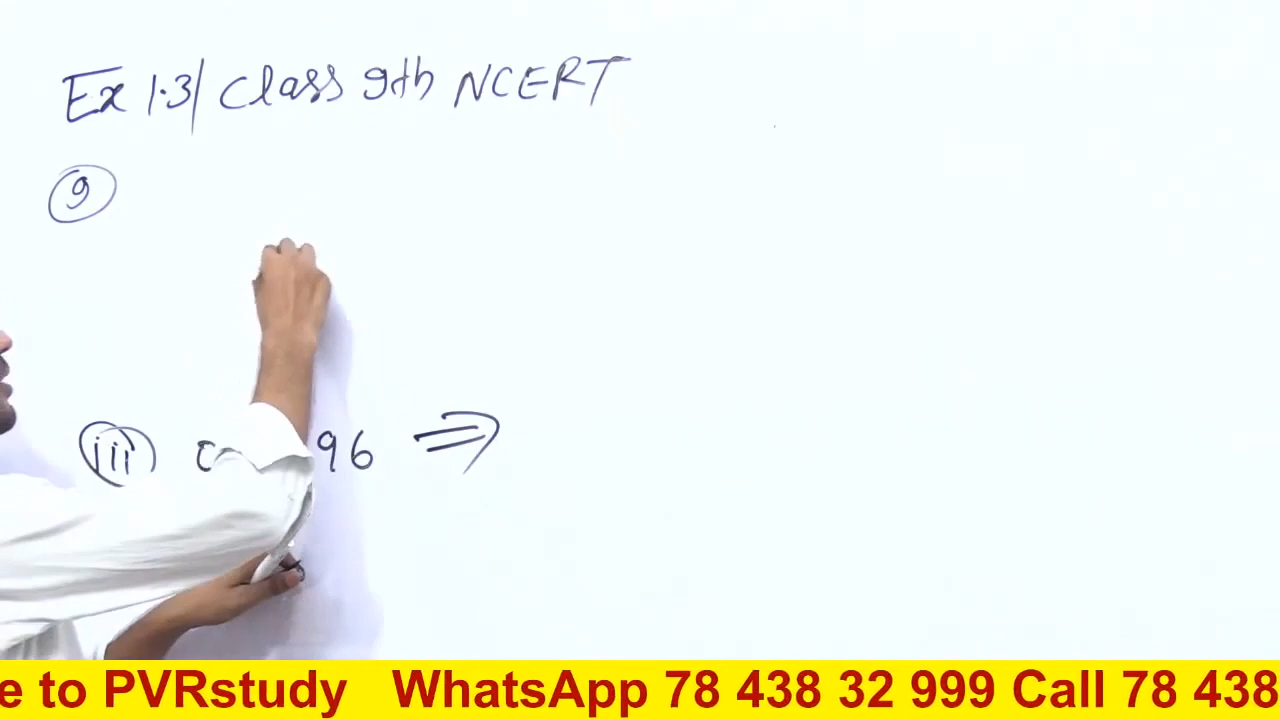 Ex 1.3/ Class 9th NCERT
9
iii 96 ⇒
e to PVRstudy WhatsApp 78 438 32 999 Call 78 438